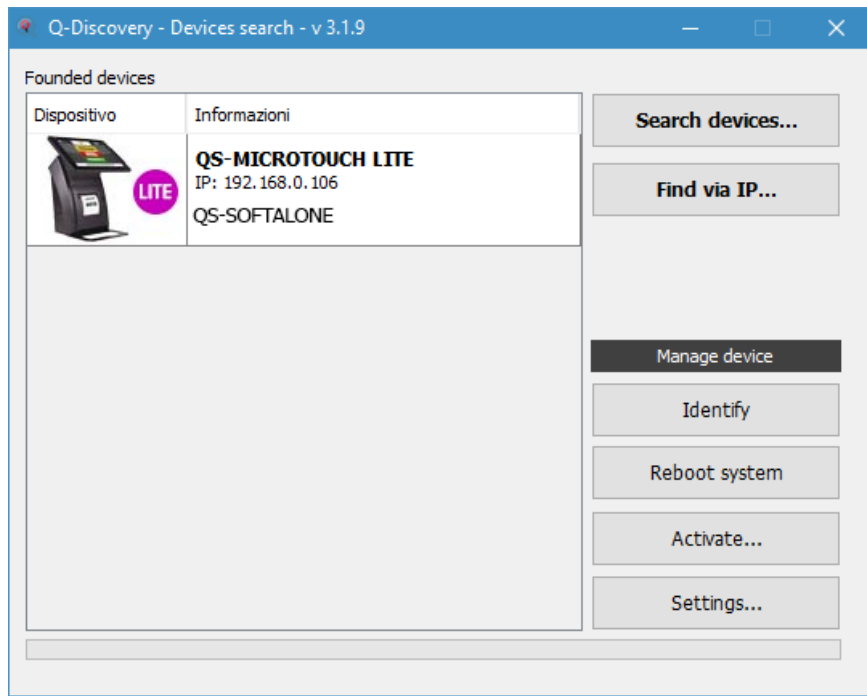 Q-Discovery - Devices search - v 3.1.9
Founded devices
Dispositivo Informazioni
QS-MICROTOUCH LITE
IP: 192.168.0.106
QS-SOFTALONE
LITE
Search devices...
Find via IP...
Manage device
Identify
Reboot system
Activate...
Settings...